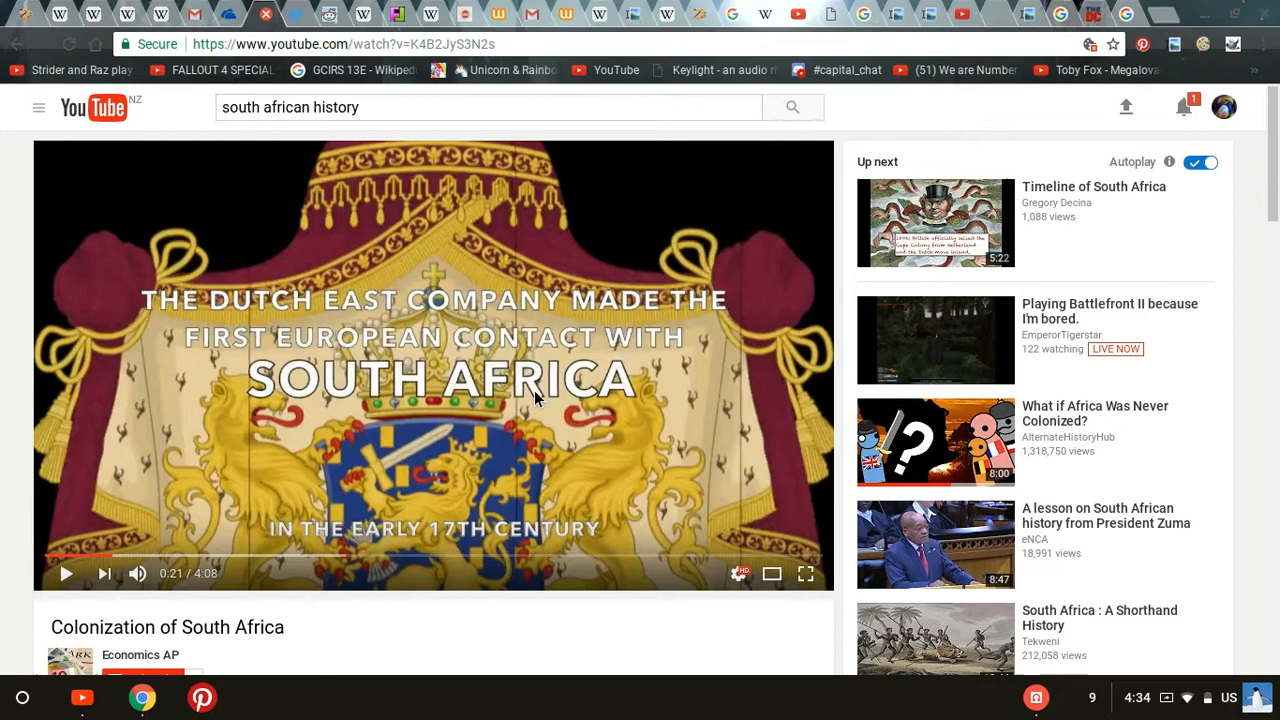 Secure https://www.youtube.com/watch?v=K4B2JyS3N2s
Strider and Raz play FALLOUT 4 SPECIAL GCIRS 13E - Wikiped Unicorn & Rainbo YouTube Keylight - an audio r #capital_chat (51) We are Number Toby Fox - Megalova
YouTube NZ
south african history
1
THE DUTCH EAST COMPANY MADE THE
FIRST EUROPEAN CONTACT WITH
SOUTH AFRICA
IN THE EARLY 17TH CENTURY
0:21 / 4:08
HD
Colonization of South Africa
Economics AP
Up next
Autoplay
Timeline of South Africa
Gregory Decina
1,088 views
5:22
Playing Battlefront II because
I'm bored.
EmperorTigerstar
122 watching LIVE NOW
What if Africa Was Never
Colonized?
AlternateHistoryHub
1,318,750 views
8:00
A lesson on South African
history from President Zuma
eNCA
18,991 views
8:47
South Africa : A Shorthand
History
Tekweni
212,058 views
9
4:34
US